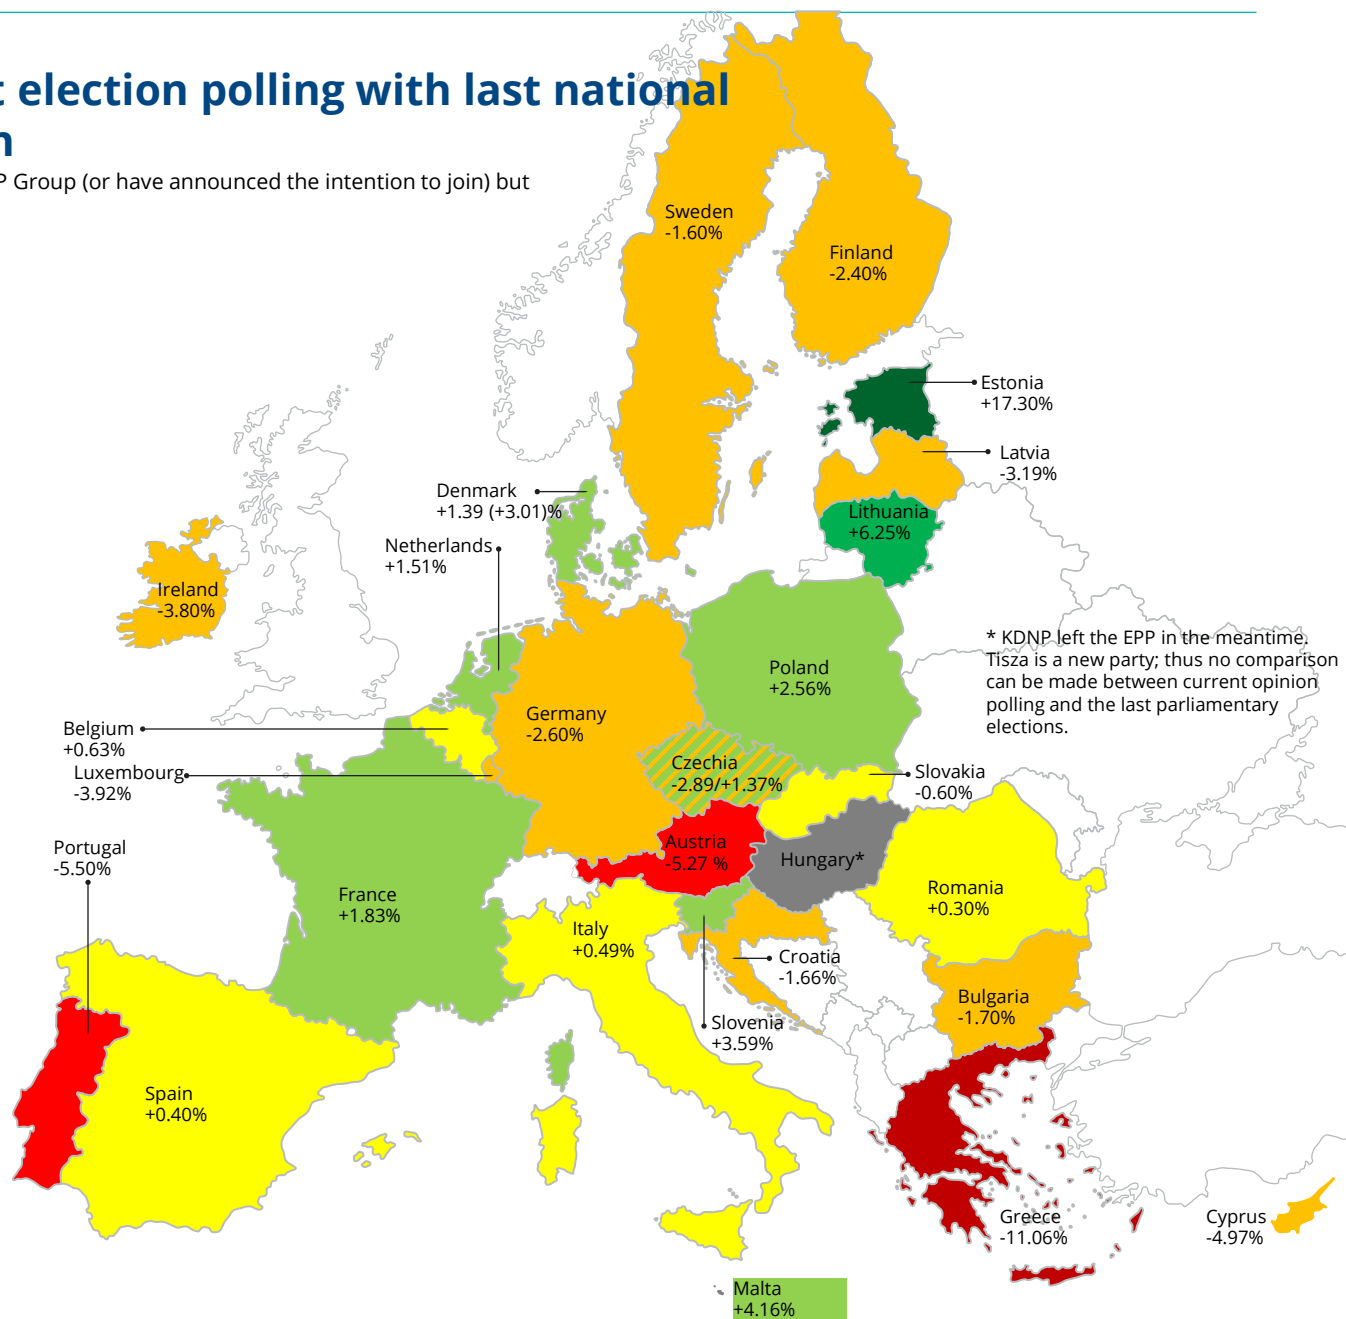 election polling with last national
Group (or have announced the intention to join) but
Sweden
-1.60%
Finland
-2.40%
Estonia
+17.30%
Latvia
-3.19%
Denmark
+1.39 (+3.01)%
Lithuania
+6.25%
Netherlands
+1.51%
Ireland
-3.80%
* KDNP left the EPP in the meantime.
Tisza is a new party; thus no comparison
can be made between current opinion
polling and the last parliamentary
elections.
Poland
+2.56%
Germany
-2.60%
Belgium
+0.63%
Luxembourg
-3.92%
Czechia
-2.89/+1.37%
Slovakia
-0.60%
Portugal
-5.50%
Austria
-5.27 %
Hungary*
France
+1.83%
Romania
+0.30%
Italy
+0.49%
Croatia
-1.66%
Bulgaria
-1.70%
Slovenia
+3.59%
Spain
+0.40%
Greece
-11.06%
Cyprus
-4.97%
Malta
+4.16%